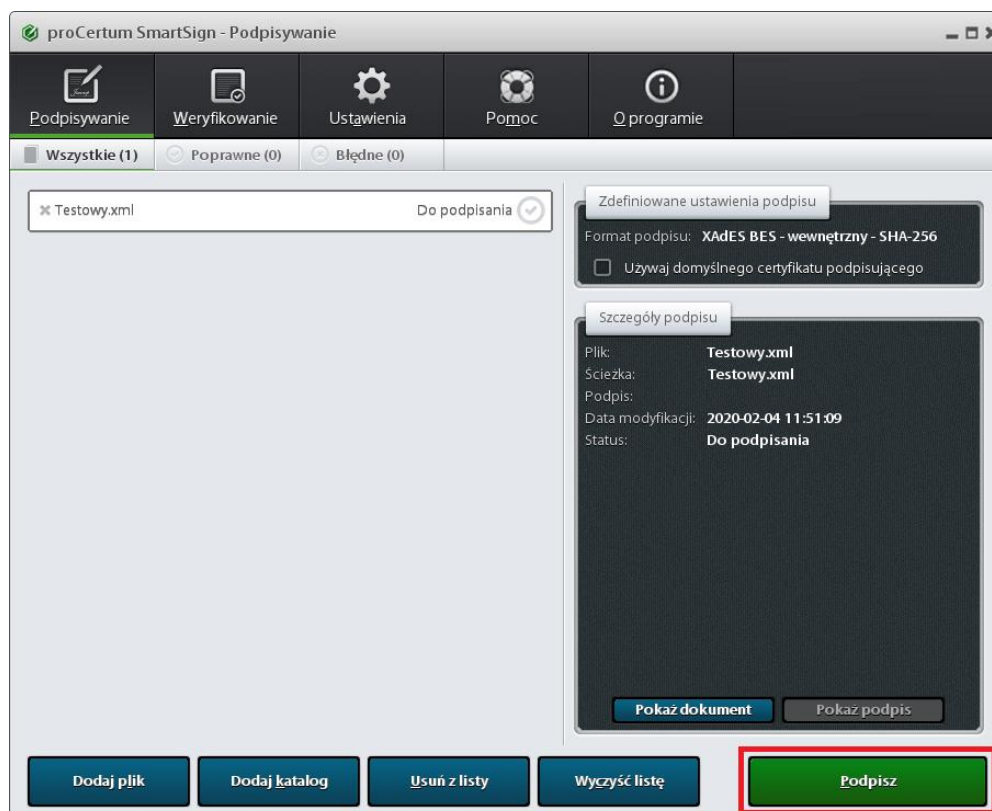 proCertum SmartSign - Podpisywanie
Podpisywanie Weryfikowanie Ustawienia Pomoc O programie
Wszystkie (1) Poprawne (0) Błędne (0)
Testowy.xml Do podpisania
Zdefiniowane ustawienia podpisu
Format podpisu: XAdES BES - wewnętrzny - SHA-256
Używaj domyślnego certyfikatu podpisującego
Szczegóły podpisu
Plik: Testowy.xml
Ścieżka: Testowy.xml
Podpis:
Data modyfikacji: 2020-02-04 11:51:09
Status: Do podpisania
Pokaż dokument Pokaż podpis
Dodaj plik Dodaj katalog Usuń z listy Wyczyść listę Podpisz